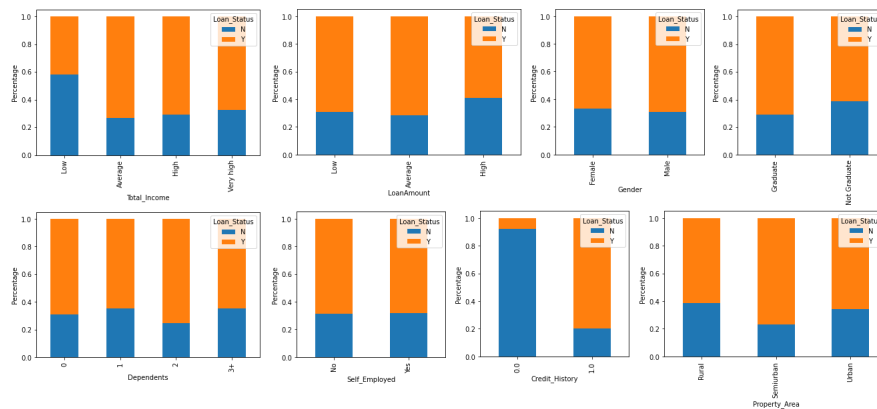 Percentage
1.0
0.8
0.6
0.4
0.2
0.0
Loan_Status
N
Y
Low
Average
High
Very high
Total_Income
Percentage
1.0
0.8
0.6
0.4
0.2
0.0
Loan_Status
N
Y
Low
Average
High
LoanAmount
Percentage
1.0
0.8
0.6
0.4
0.2
0.0
Loan_Status
N
Y
Female
Male
Gender
Percentage
1.0
0.8
0.6
0.4
0.2
0.0
Loan_Status
N
Y
Graduate
Not Graduate
Percentage
1.0
0.8
0.6
0.4
0.2
0.0
Loan_Status
N
Y
0
1
2
3+
Dependents
Percentage
1.0
0.8
0.6
0.4
0.2
0.0
Loan_Status
N
Y
No
Yes
Self_Employed
Percentage
1.0
0.8
0.6
0.4
0.2
0.0
Loan_Status
N
Y
0.0
1.0
Credit_History
Percentage
1.0
0.8
0.6
0.4
0.2
0.0
Loan_Status
N
Y
Rural
Semiurban
Urban
Property_Area